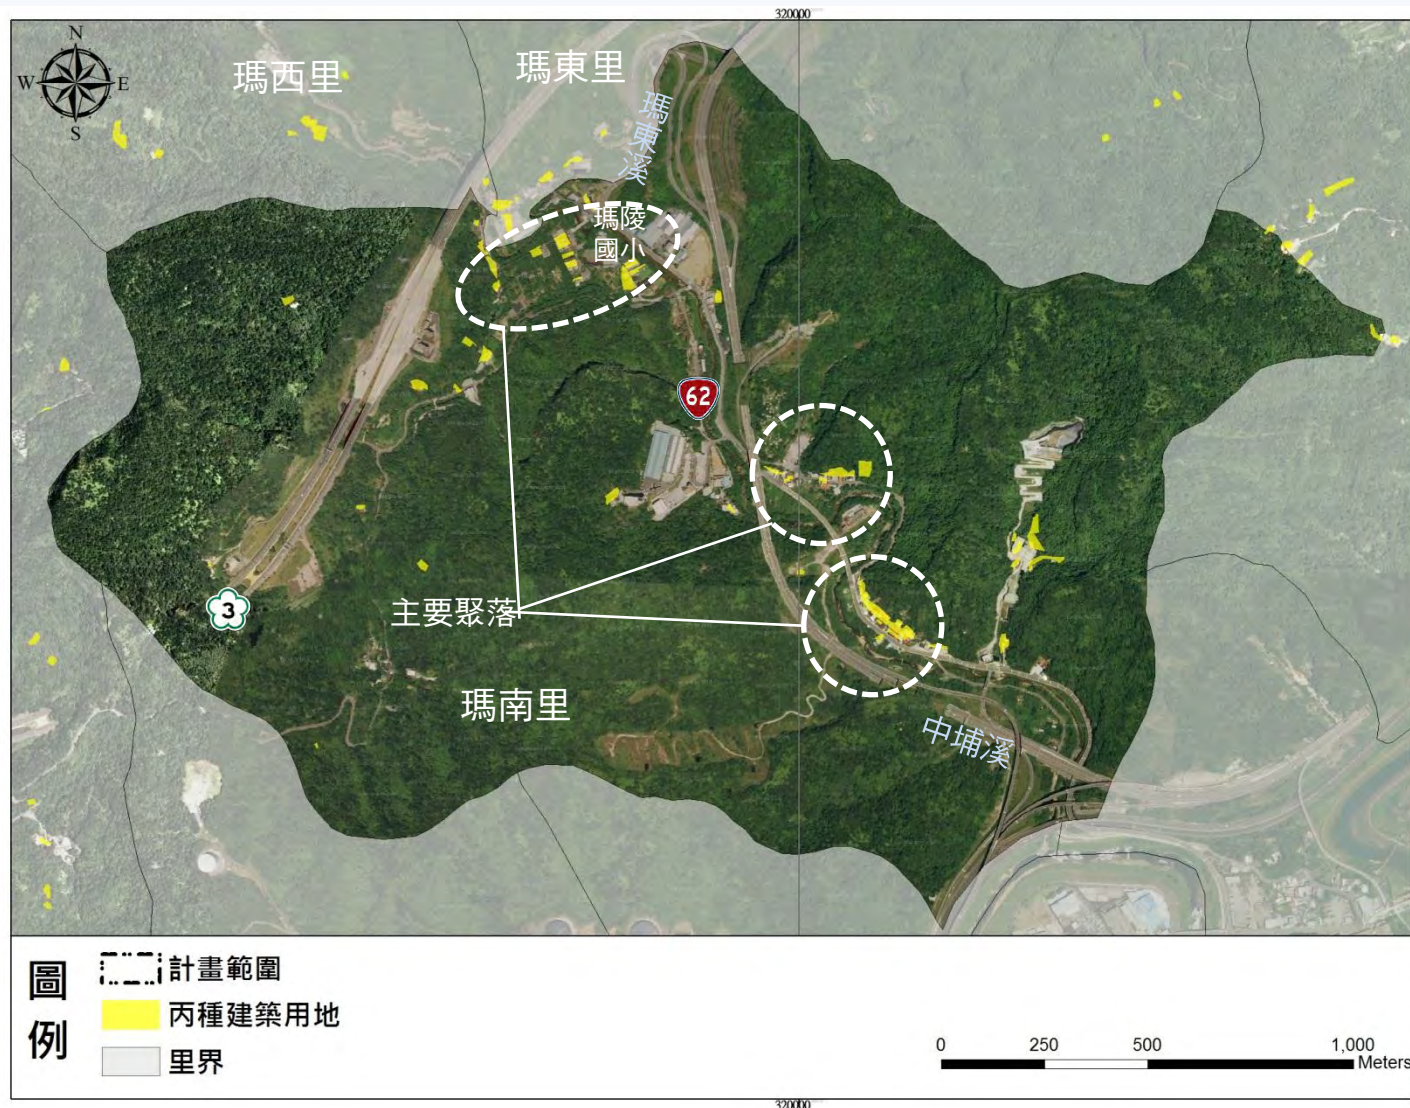 320000
N
W
E
S
瑪西里
瑪東里
瑪東溪
瑪陵
國小
62
3
主要聚落
瑪南里
中埔溪
圖例
計畫範圍
丙種建築用地
里界
0 250 500 1,000
Meters
320000